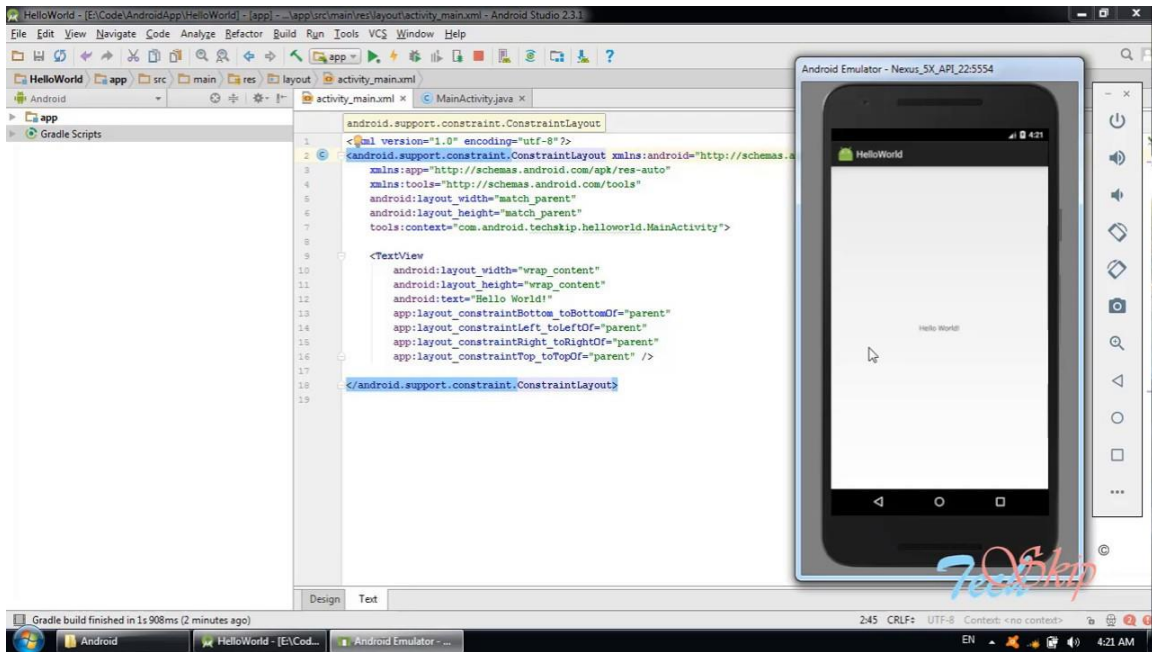 HelloWorld - [E:\Code\AndroidApp\HelloWorld] - [app] - ...\app\src\main\res\layout\activity_main.xml - Android Studio 2.3.1
File Edit View Navigate Code Analyze Refactor Build Run Tools VCS Window Help
app
HelloWorld app src main res layout activity_main.xml
Android
activity_main.xml × MainActivity.java ×
app
Gradle Scripts
android.support.constraint.ConstraintLayout
1 <?xml version="1.0" encoding="utf-8"?>
2 <android.support.constraint.ConstraintLayout xmlns:android="http://schemas.a
3 xmlns:app="http://schemas.android.com/apk/res-auto"
4 xmlns:tools="http://schemas.android.com/tools"
5 android:layout_width="match_parent"
6 android:layout_height="match_parent"
7 tools:context="com.android.techskip.helloworld.MainActivity">
8
9 <TextView
10 android:layout_width="wrap_content"
11 android:layout_height="wrap_content"
12 android:text="Hello World!"
13 app:layout_constraintBottom_toBottomOf="parent"
14 app:layout_constraintLeft_toLeftOf="parent"
15 app:layout_constraintRight_toRightOf="parent"
16 app:layout_constraintTop_toTopOf="parent" />
17
18 </android.support.constraint.ConstraintLayout>
19
Android Emulator - Nexus_5X_API_22:5554
4:21
HelloWorld
Hello World!
©
TechSkip
Design Text
Gradle build finished in 1s 908ms (2 minutes ago)
2:45 CRLF÷ UTF-8 Context: <no context>
Android HelloWorld - [E:\Cod... Android Emulator - ...
EN 4:21 AM